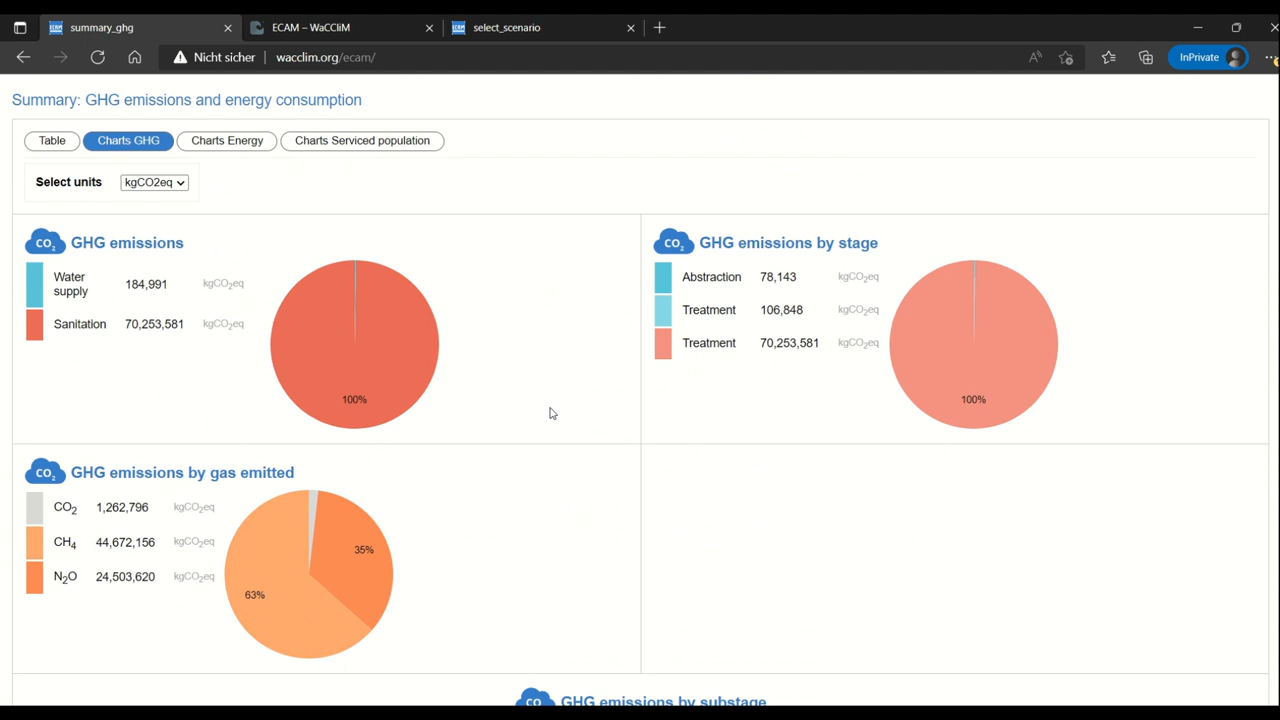 summary_ghg
ECAM – WaCCliM
select_scenario
Nicht sicher
wacclim.org/ecam/
InPrivate
Summary: GHG emissions and energy consumption
Table
Charts GHG
Charts Energy
Charts Serviced population
Select units
kgCO2eq
CO₂ GHG emissions
Water supply 184,991 kgCO₂eq
Sanitation 70,253,581 kgCO₂eq
100%
CO₂ GHG emissions by stage
Abstraction 78,143 kgCO₂eq
Treatment 106,848 kgCO₂eq
Treatment 70,253,581 kgCO₂eq
100%
CO₂ GHG emissions by gas emitted
CO₂ 1,262,796 kgCO₂eq
CH₄ 44,672,156 kgCO₂eq
N₂O 24,503,620 kgCO₂eq
35%
63%
CO GHG emissions by substage